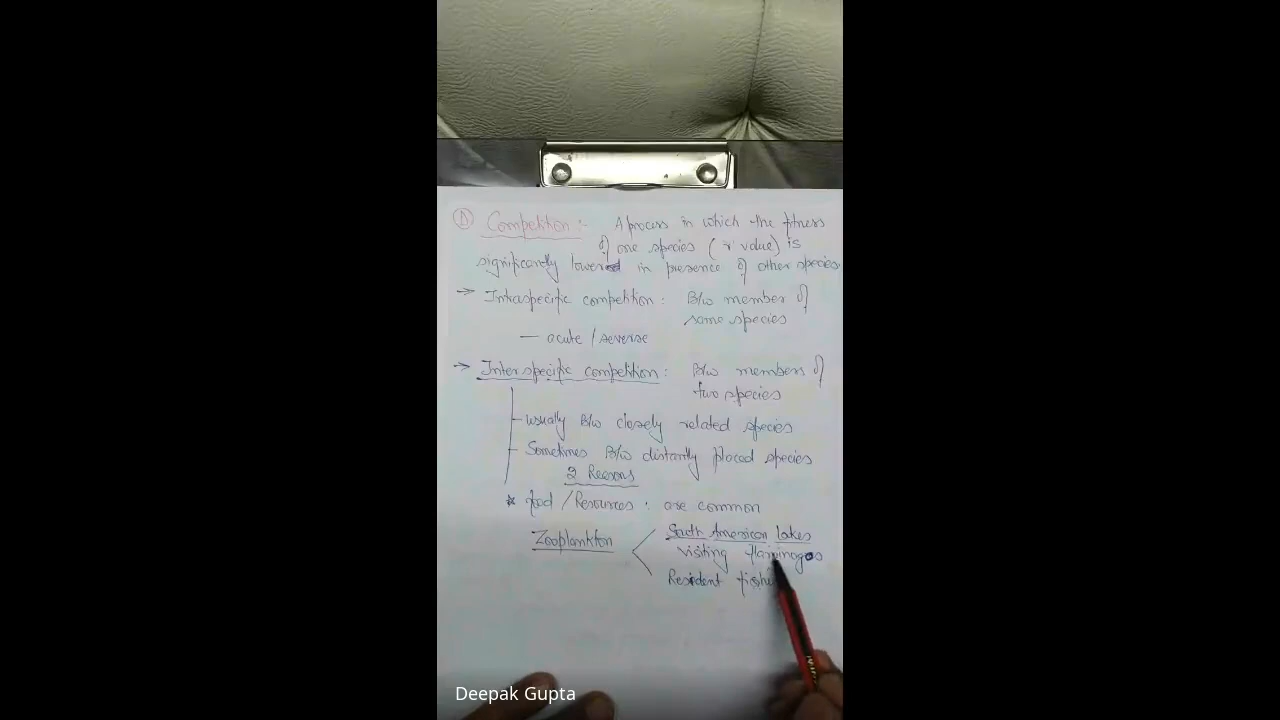 ① Competition :- A process in which the fitness
of one species ('r' value) is
significantly lowered in presence of other species.
→ Intraspecific competition : B/w member of
same species
— acute / severe
→ Interspecific competition : B/w members of
two species
- usually B/w closely related species
- Sometimes B/w distantly placed species
2 Reasons
* food / Resources : are common
Zooplankton
South American lakes
visiting flaminogos
Resident fishes
Deepak Gupta